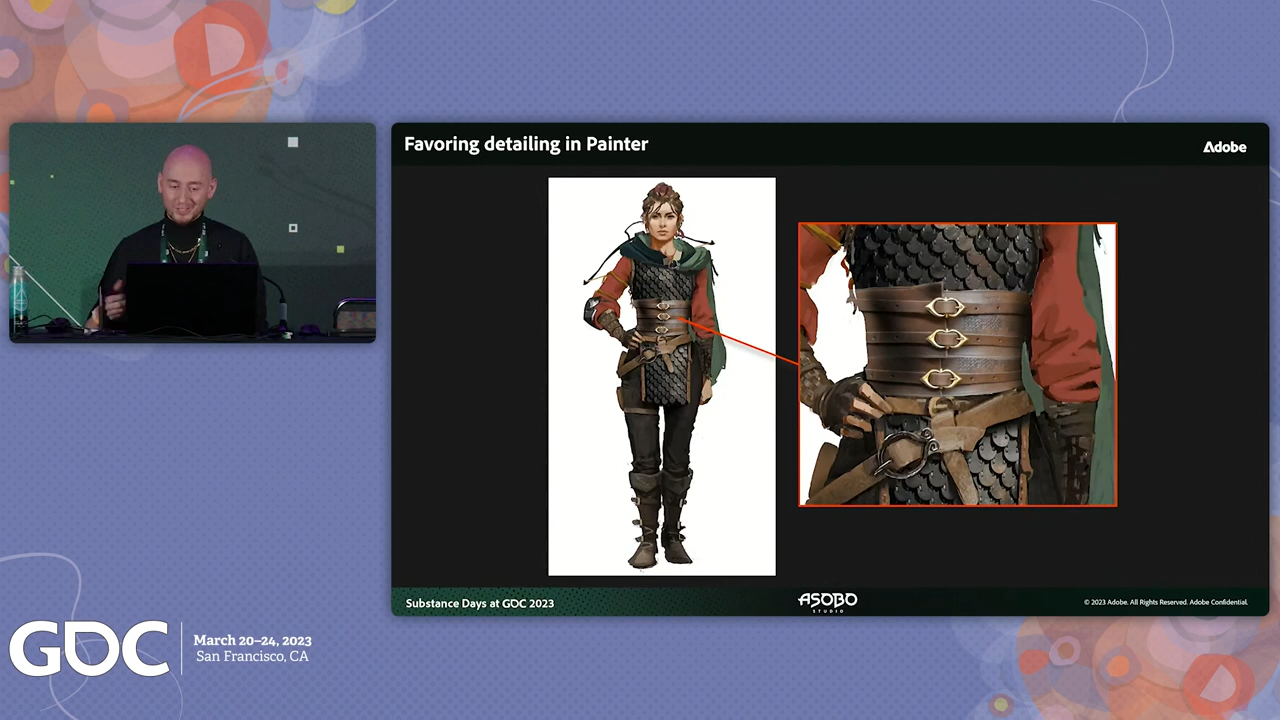 Favoring detailing in Painter
Adobe
Substance Days at GDC 2023
ASOBO
STUDIO
© 2023 Adobe. All Rights Reserved. Adobe Confidential.
GDC
March 20–24, 2023
San Francisco, CA